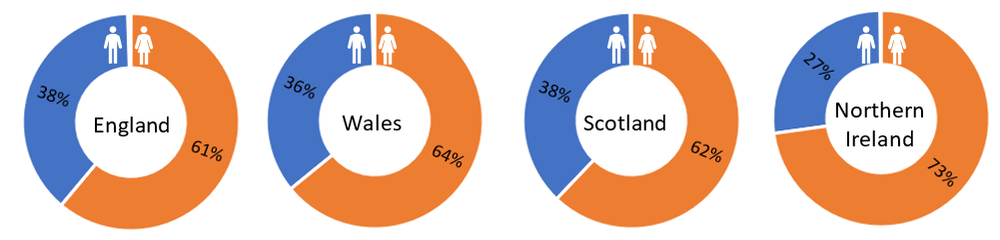 38%
England
61%
36%
Wales
64%
38%
Scotland
62%
27%
Northern
Ireland
73%